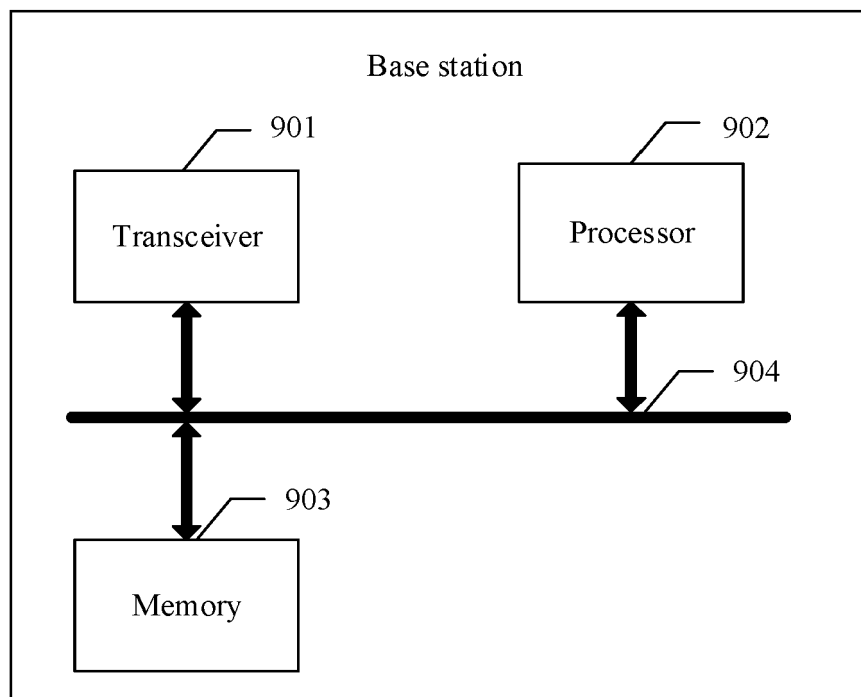 Base station
901
902
Transceiver
Processor
904
903
Memory